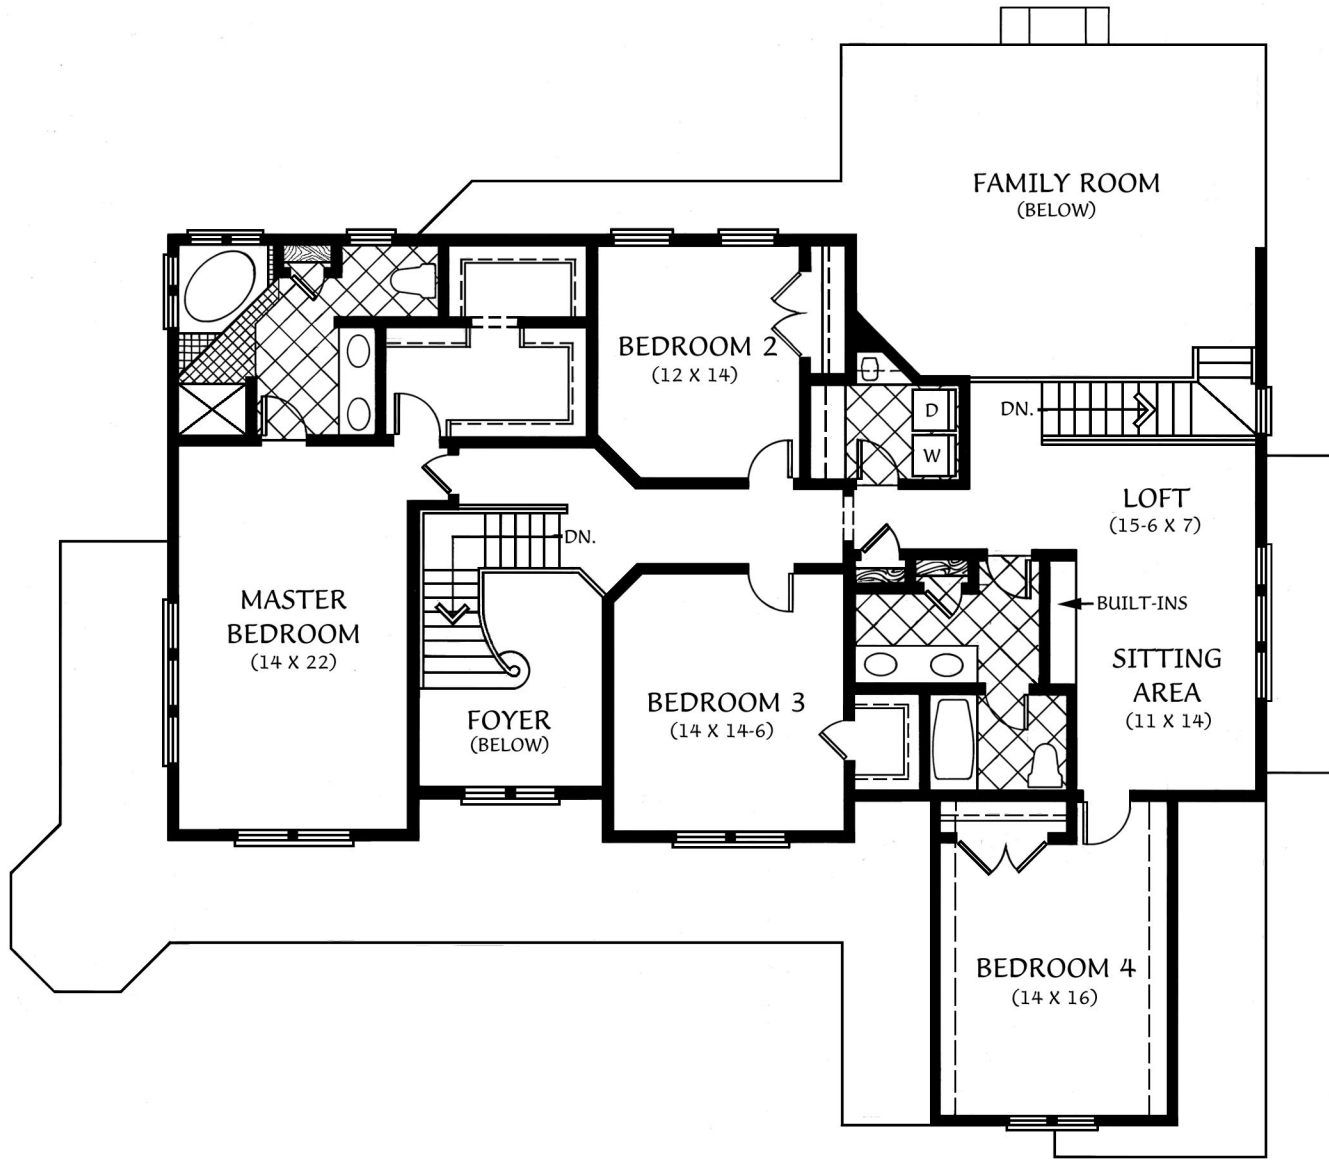 FAMILY ROOM
(BELOW)
BEDROOM 2
(12 X 14)
D
W
DN.
LOFT
(15-6 X 7)
DN.
MASTER
BEDROOM
(14 X 22)
BUILT-INS
SITTING
AREA
(11 X 14)
FOYER
(BELOW)
BEDROOM 3
(14 X 14-6)
BEDROOM 4
(14 X 16)